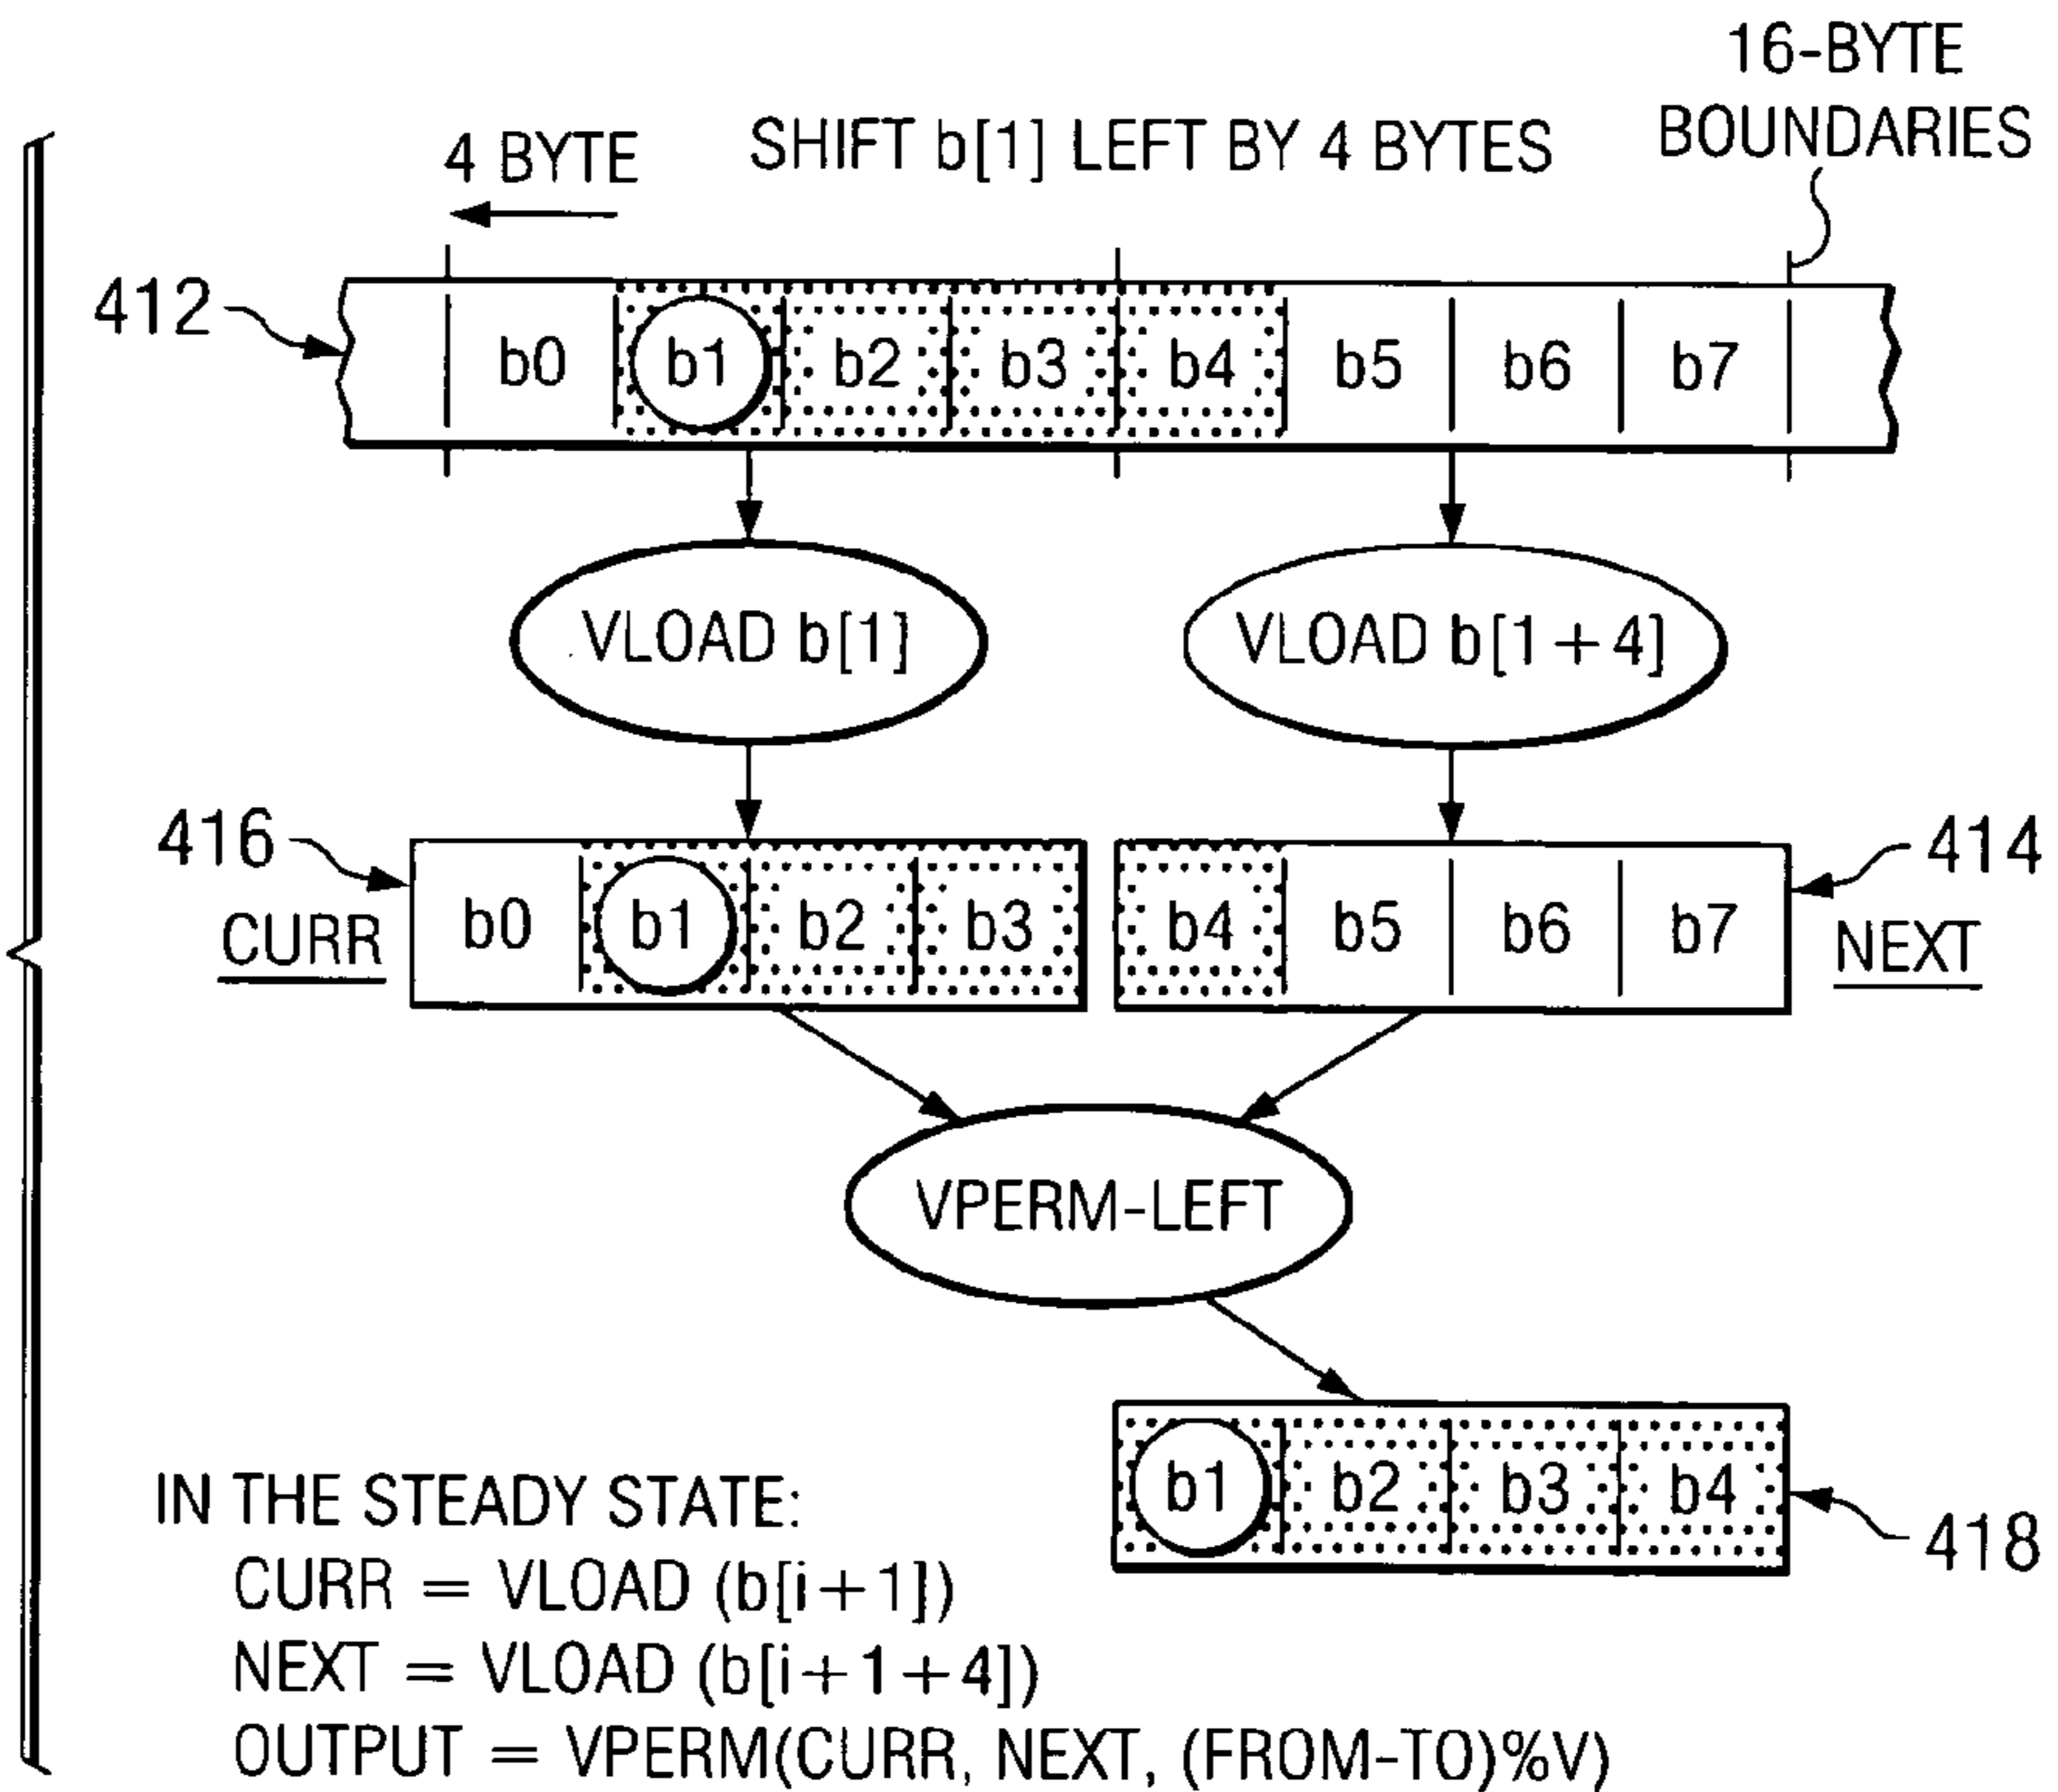 16-BYTE
BOUNDARIES
4 BYTE
SHIFT b[1] LEFT BY 4 BYTES
412
b0 b1 b2 b3 b4 b5 b6 b7
VLOAD b[1]
VLOAD b[1+4]
416
CURR
b0 b1 b2 b3
b4 b5 b6 b7
414
NEXT
VPERM-LEFT
b1 b2 b3 b4
418
IN THE STEADY STATE:
CURR = VLOAD (b[i+1])
NEXT = VLOAD (b[i+1+4])
OUTPUT = VPERM(CURR, NEXT, (FROM-TO)%V)